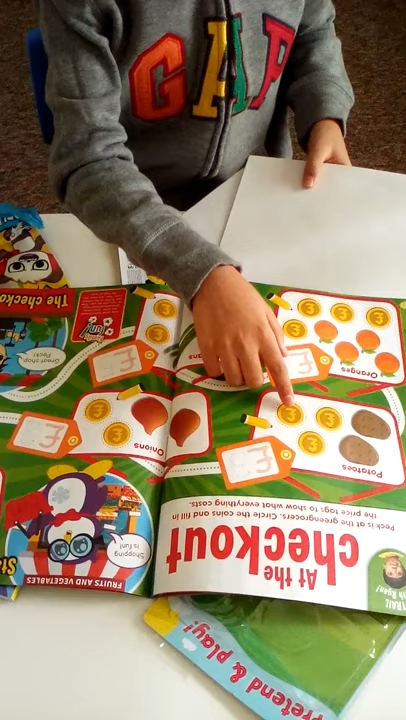 GAP
At the
checkout
Peck is at the greengrocers. Circle the coins and fill in
the price tags to show what everything costs.
Potatoes
£
Oranges
£
Onions
£
£
FRUITS AND VEGETABLES
Shopping
is fun!
Great shop,
Peck!
Pretend & play!